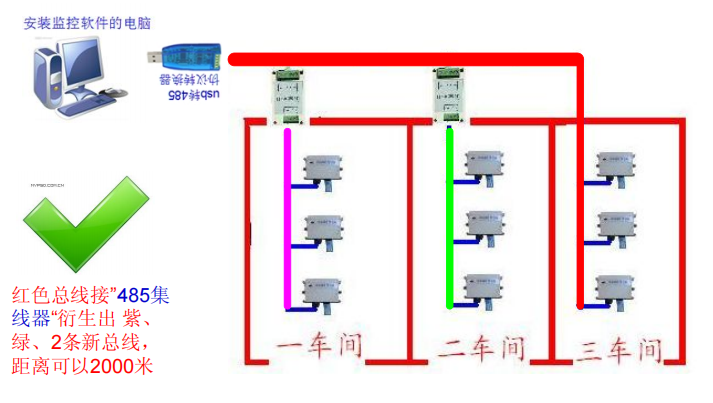 安装监控软件的电脑
usb转485
协议转换器
红色总线接”485集
线器“衍生出 紫、
绿、2条新总线，
距离可以2000米
一车间
二车间
三车间